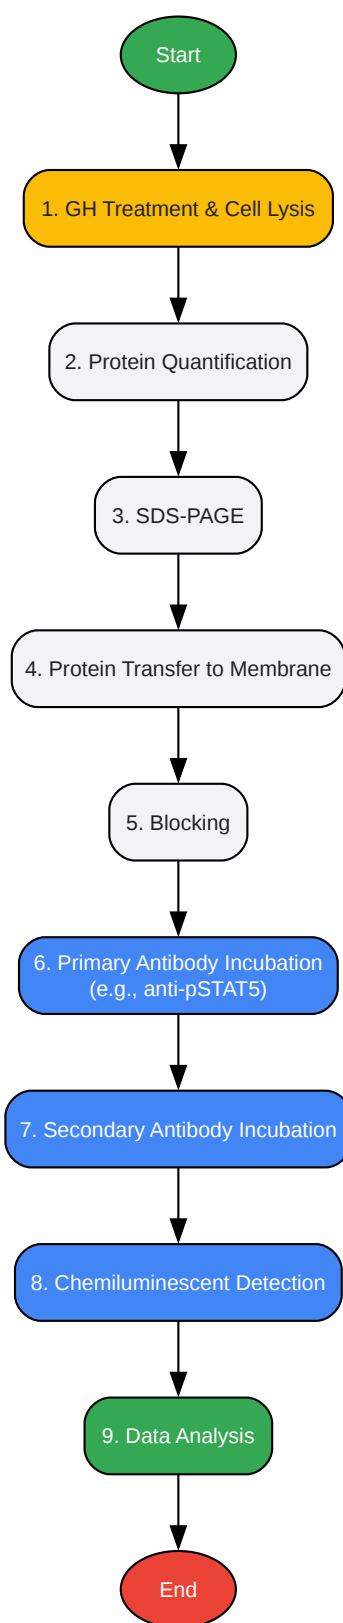 Start
1. GH Treatment & Cell Lysis
2. Protein Quantification
3. SDS-PAGE
4. Protein Transfer to Membrane
5. Blocking
6. Primary Antibody Incubation
(e.g., anti-pSTAT5)
7. Secondary Antibody Incubation
8. Chemiluminescent Detection
9. Data Analysis
End